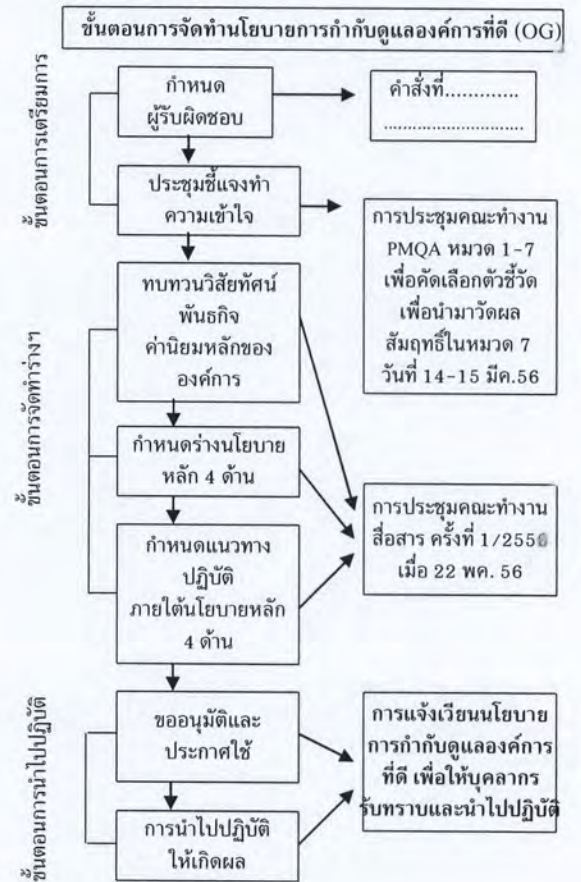 ขั้นตอนการจัดทำนโยบายการกำกับดูแลองค์การที่ดี (OG)
ขั้นตอนการเตรียมการ
กำหนด
ผู้รับผิดชอบ
คำสั่งที่..............
............................
ประชุมชี้แจงทำ
ความเข้าใจ
การประชุมคณะทำงาน
PMQA หมวด 1-7
เพื่อคัดเลือกตัวชี้วัด
เพื่อนำมาวัดผล
สัมฤทธิ์ในหมวด 7
วันที่ 14-15 มีค.56
ขั้นตอนการจัดทำร่างฯ
ทบทวนวิสัยทัศน์
พันธกิจ
ค่านิยมหลักของ
องค์การ
กำหนดร่างนโยบาย
หลัก 4 ด้าน
กำหนดแนวทาง
ปฏิบัติ
ภายใต้นโยบายหลัก
4 ด้าน
การประชุมคณะทำงาน
สื่อสาร ครั้งที่ 1/2556
เมื่อ 22 พค. 56
ขั้นตอนการนำไปปฏิบัติ
ขออนุมัติและ
ประกาศใช้
การนำไปปฏิบัติ
ให้เกิดผล
การแจ้งเวียนนโยบาย
การกำกับดูแลองค์การ
ที่ดี เพื่อให้บุคลากร
รับทราบและนำไปปฏิบัติ